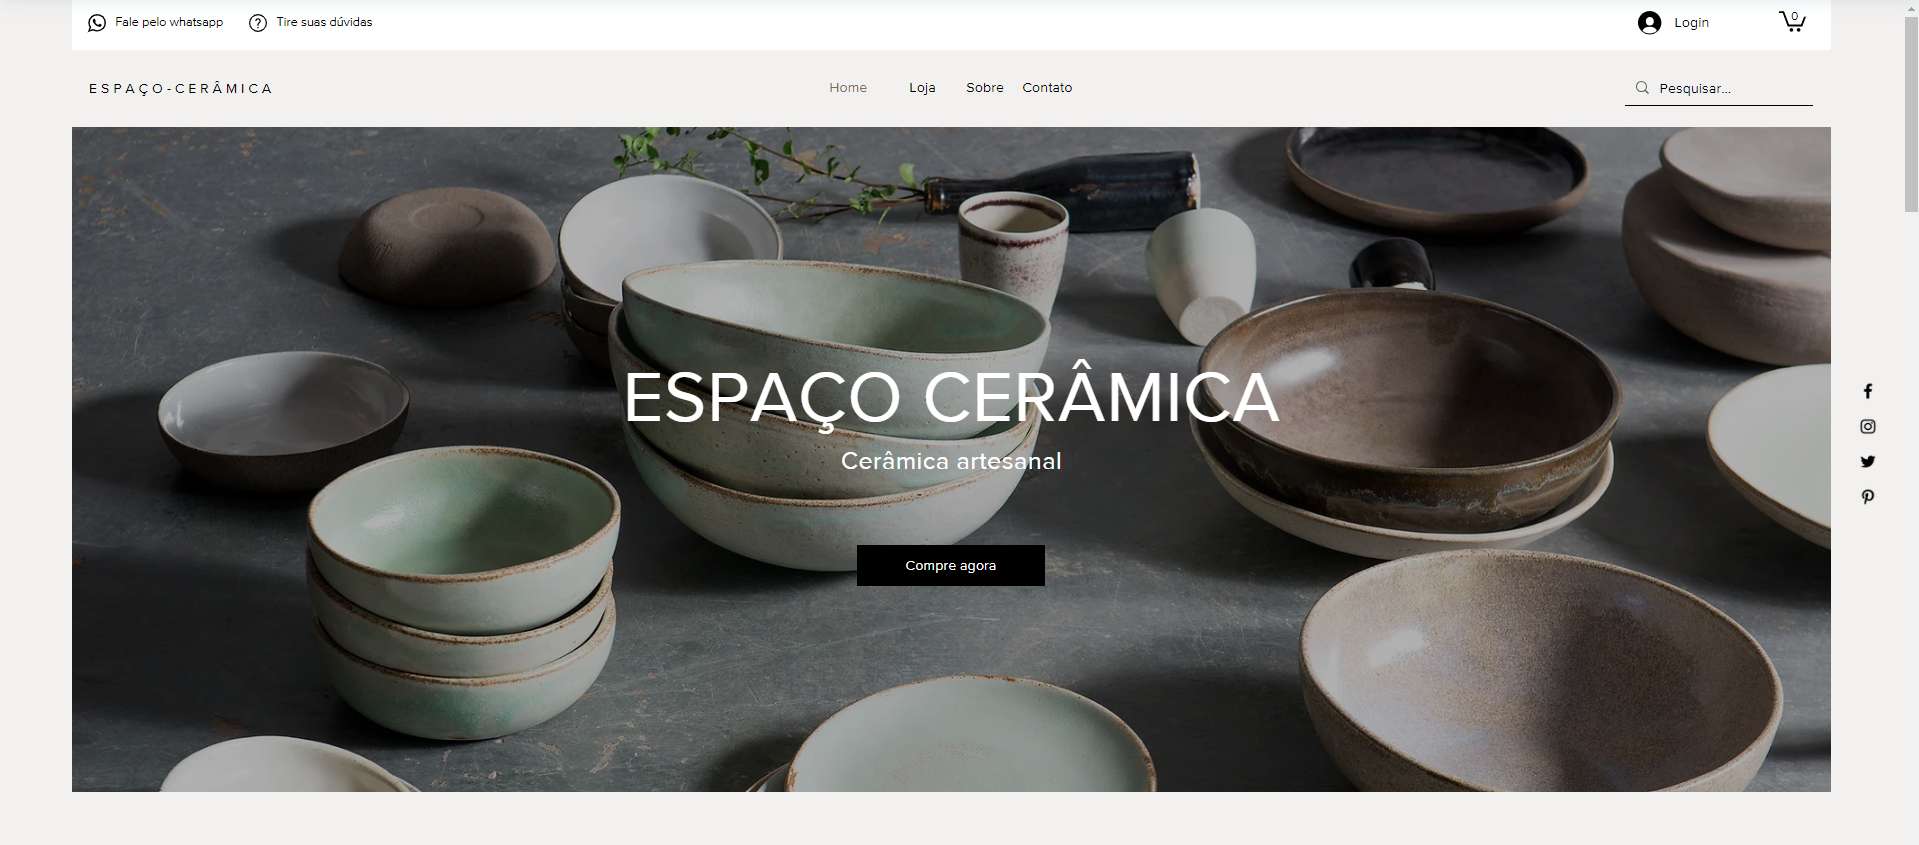 Fale pelo whatsapp
Tire suas dúvidas
Login
0
ESPAÇO-CERÂMICA
Home
Loja
Sobre
Contato
Pesquisar...
ESPAÇO CERÂMICA
Cerâmica artesanal
Compre agora